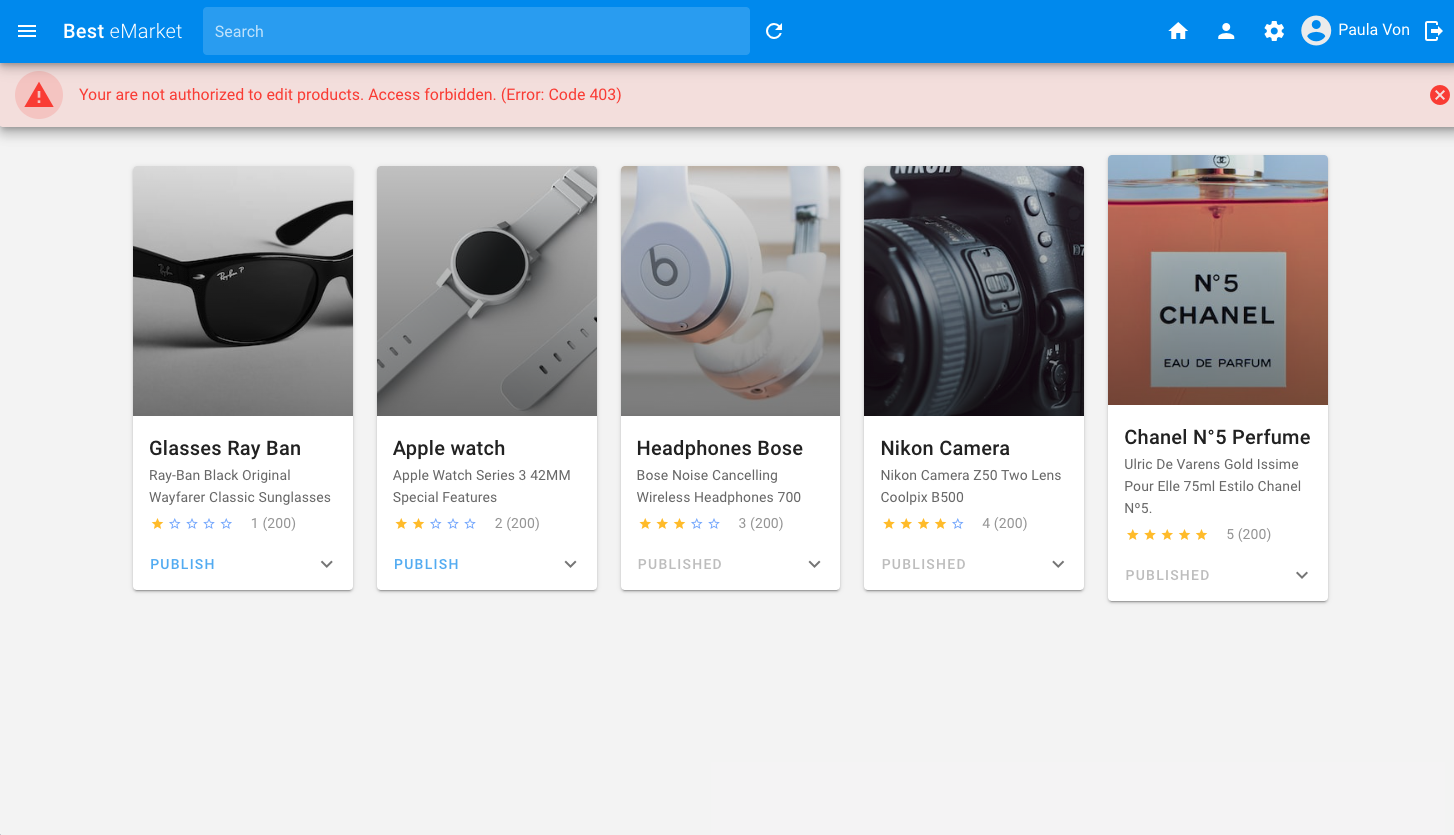 Best eMarket
Search
Paula Von
Your are not authorized to edit products. Access forbidden. (Error: Code 403)
Ray-Ban
Ray-Ban P
Glasses Ray Ban
Ray-Ban Black Original
Wayfarer Classic Sunglasses
1 (200)
PUBLISH
Apple watch
Apple Watch Series 3 42MM
Special Features
2 (200)
PUBLISH
b
Headphones Bose
Bose Noise Cancelling
Wireless Headphones 700
3 (200)
PUBLISHED
Nikon
Nikon Camera
Nikon Camera Z50 Two Lens
Coolpix B500
4 (200)
PUBLISHED
N°5
CHANEL
EAU DE PARFUM
Chanel N°5 Perfume
Ulric De Varens Gold Issime
Pour Elle 75ml Estilo Chanel
Nº5.
5 (200)
PUBLISHED